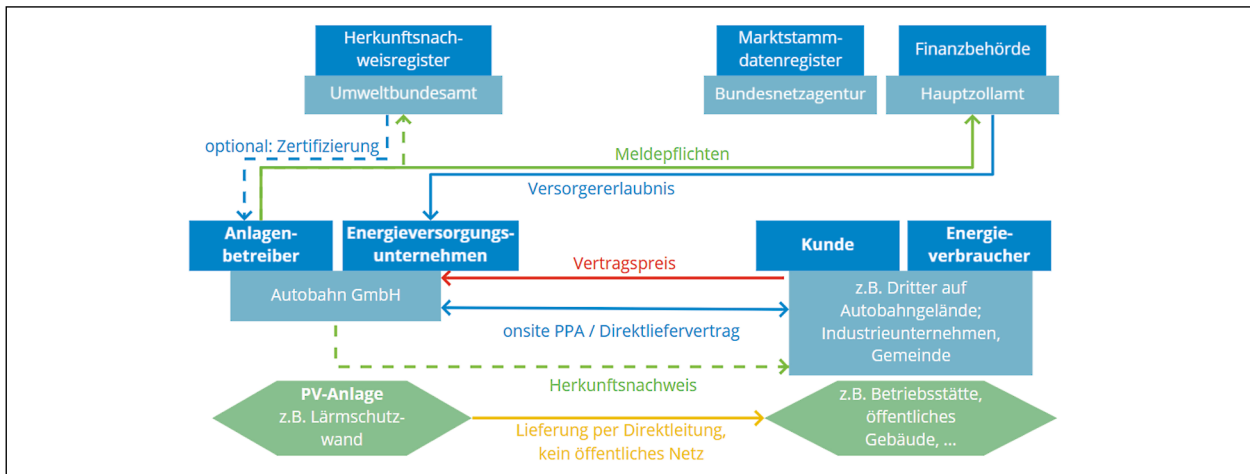 Herkunftsnach-
weisregister
Umweltbundesamt
Marktstamm-
datenregister
Bundesnetzagentur
Finanzbehörde
Hauptzollamt
optional: Zertifizierung
Meldepflichten
Versorgererlaubnis
Anlagen-
betreiber
Energieversorgungs-
unternehmen
Autobahn GmbH
Kunde
Energie-
verbraucher
z.B. Dritter auf
Autobahngelände;
Industrieunternehmen,
Gemeinde
Vertragspreis
onsite PPA / Direktliefervertrag
Herkunftsnachweis
PV-Anlage
z.B. Lärmschutz-
wand
Lieferung per Direktleitung,
kein öffentliches Netz
z.B. Betriebsstätte,
öffentliches
Gebäude, ...